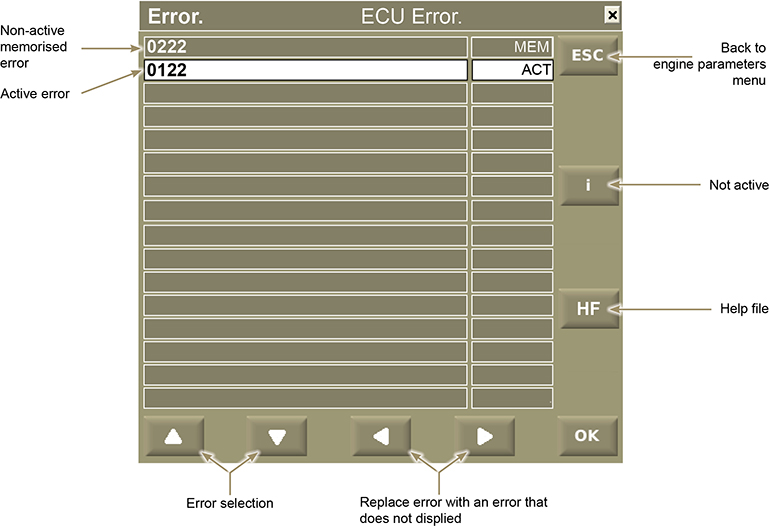 Error. ECU Error.
Non-active
memorised
error
0222 MEM
ESC
Back to
engine parameters
menu
Active error
0122 ACT
i
Not active
HF
Help file
OK
Error selection
Replace error with an error that
does not displied